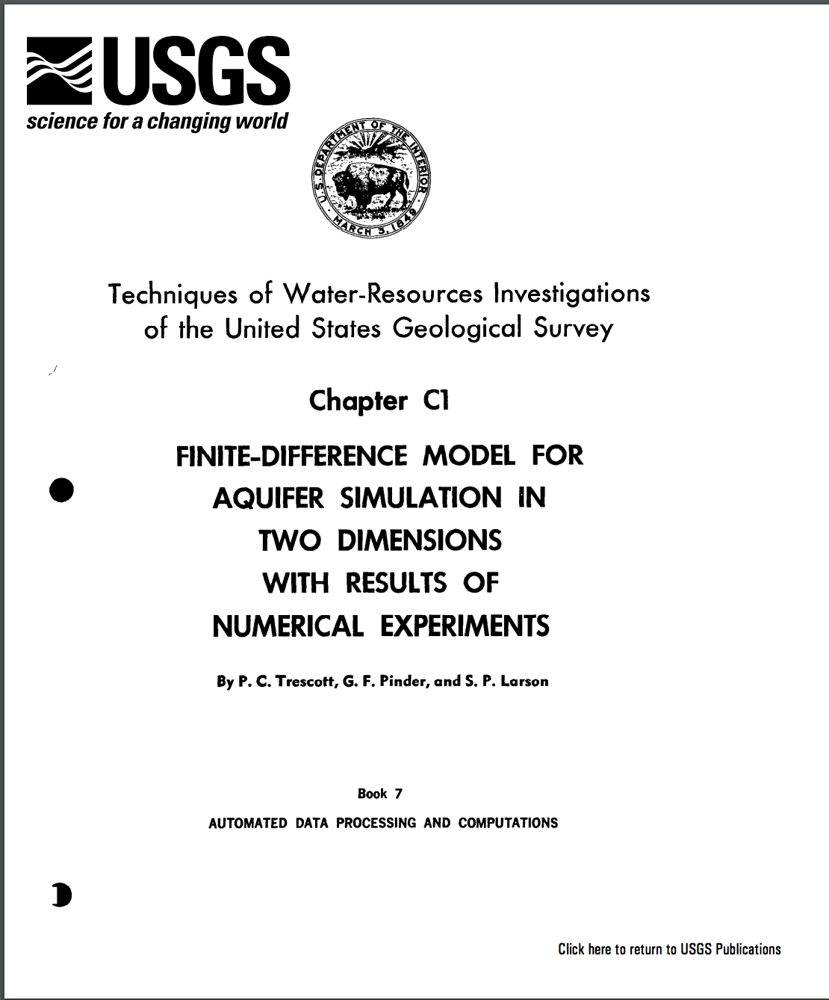 USGS
science for a changing world
U.S. DEPARTMENT OF THE INTERIOR
MARCH 3, 1849
Techniques of Water-Resources Investigations
of the United States Geological Survey
Chapter C1
FINITE-DIFFERENCE MODEL FOR
AQUIFER SIMULATION IN
TWO DIMENSIONS
WITH RESULTS OF
NUMERICAL EXPERIMENTS
By P. C. Trescott, G. F. Pinder, and S. P. Larson
Book 7
AUTOMATED DATA PROCESSING AND COMPUTATIONS
Click here to return to USGS Publications